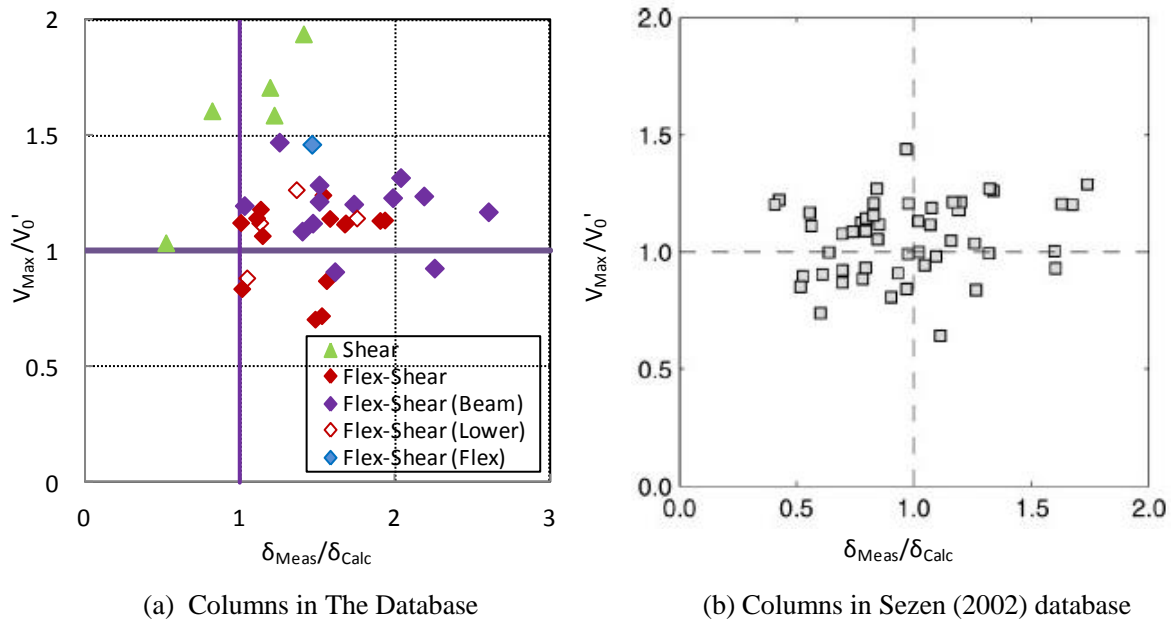 2
1.5
1
0.5
0
V_Max/V_0'
0 1 2 3
δ_Meas/δ_Calc
Shear
Flex-Shear
Flex-Shear (Beam)
Flex-Shear (Lower)
Flex-Shear (Flex)
(a) Columns in The Database
2.0
1.5
1.0
0.5
0.0
V_Max/V_0'
0.0 0.5 1.0 1.5 2.0
δ_Meas/δ_Calc
(b) Columns in Sezen (2002) database